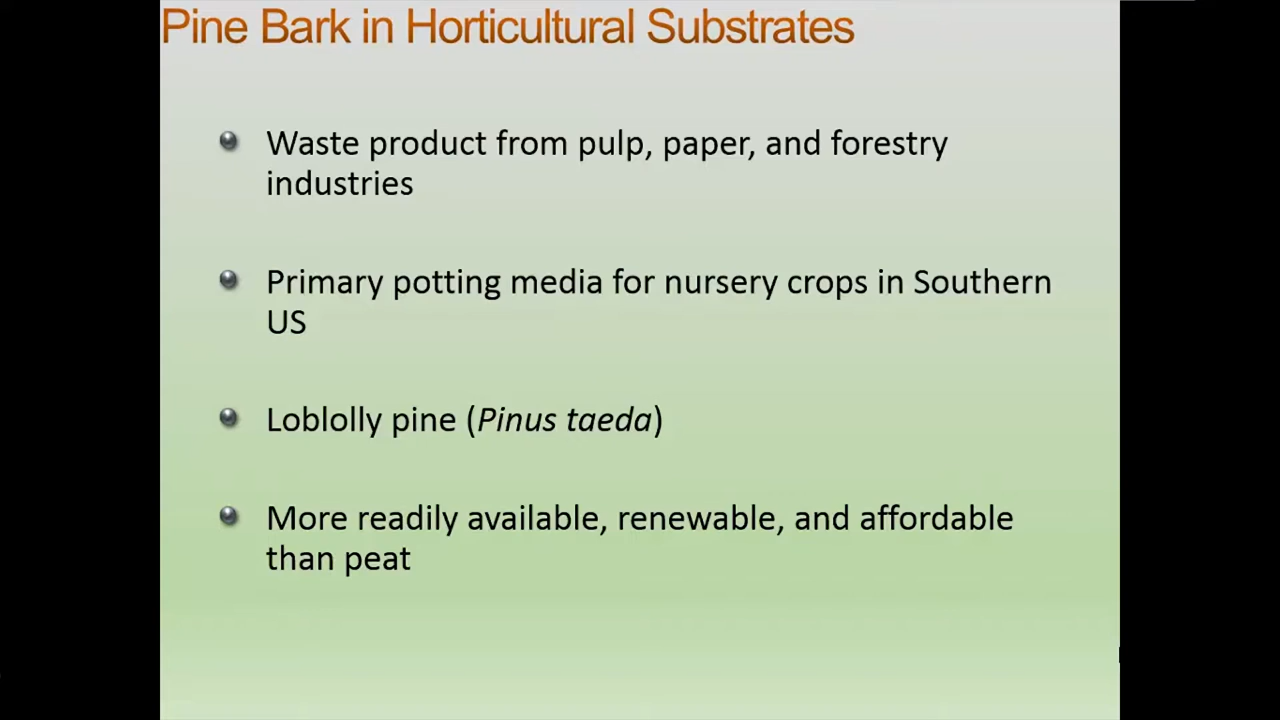 Pine Bark in Horticultural Substrates
Waste product from pulp, paper, and forestry
industries
Primary potting media for nursery crops in Southern
US
Loblolly pine (Pinus taeda)
More readily available, renewable, and affordable
than peat